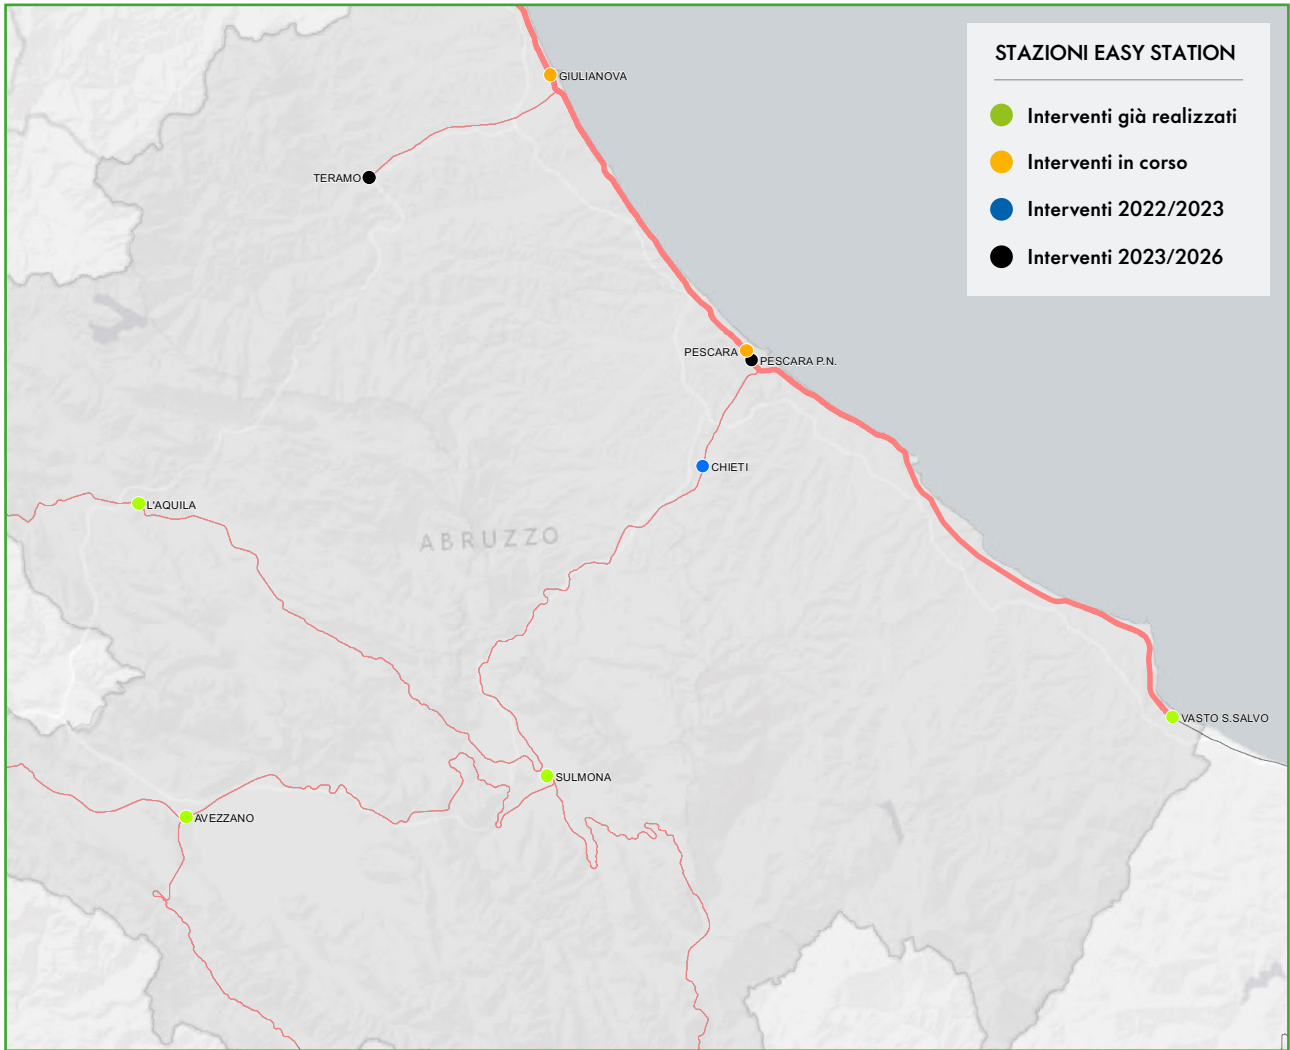 STAZIONI EASY STATION
Interventi già realizzati
Interventi in corso
Interventi 2022/2023
Interventi 2023/2026
GIULIANOVA
TERAMO
PESCARA
PESCARA P.N.
CHIETI
L'AQUILA
ABRUZZO
VASTO S.SALVO
SULMONA
AVEZZANO